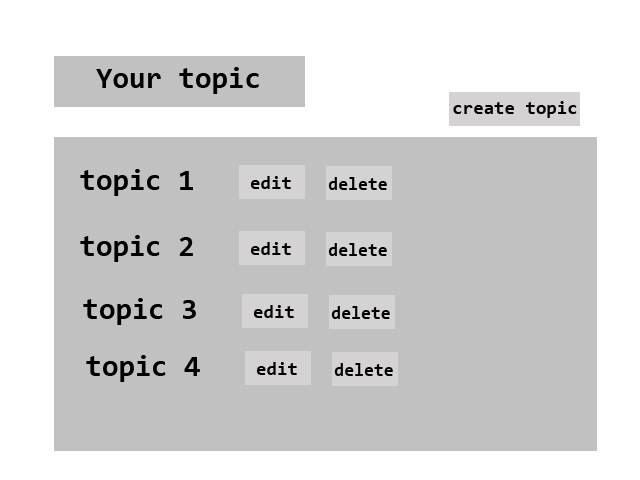 Your topic
create topic
topic 1 edit delete
topic 2 edit delete
topic 3 edit delete
topic 4 edit delete